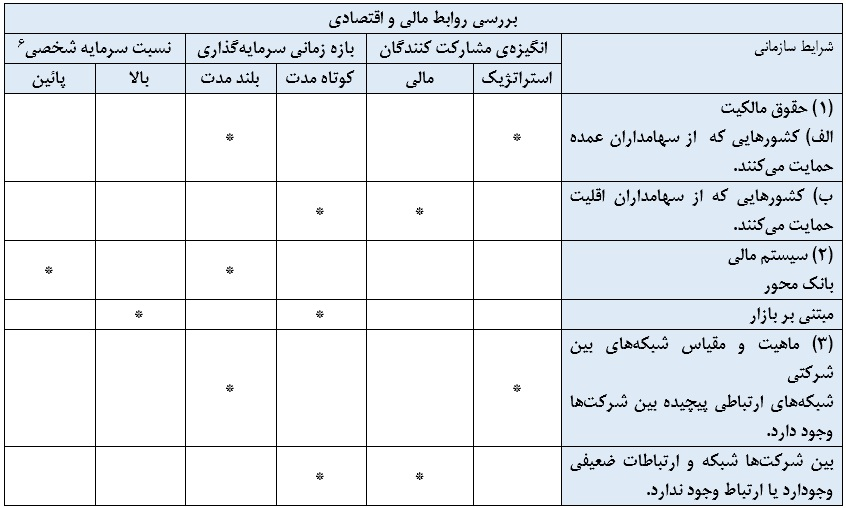 بررسی روابط مالی و اقتصادی
شرایط سازمانی
انگیزه‌ی مشارکت کنندگان
بازه زمانی سرمایه‌گذاری
نسبت سرمایه شخصی۶
استراتژیک
مالی
کوتاه مدت
بلند مدت
بالا
پائین
(۱) حقوق مالکیت
الف) کشورهایی که از سهامداران عمده
حمایت می‌کنند.
*
*
ب) کشورهایی که از سهامداران اقلیت
حمایت می‌کنند.
*
*
(۲) سیستم مالی
بانک محور
*
*
مبتنی بر بازار
*
*
(۳) ماهیت و مقیاس شبکه‌های بین
شرکتی
شبکه‌های ارتباطی پیچیده بین شرکت‌ها
وجود دارد.
*
*
بین شرکت‌ها شبکه و ارتباطات ضعیفی
وجوددارد یا ارتباط وجود ندارد.
*
*